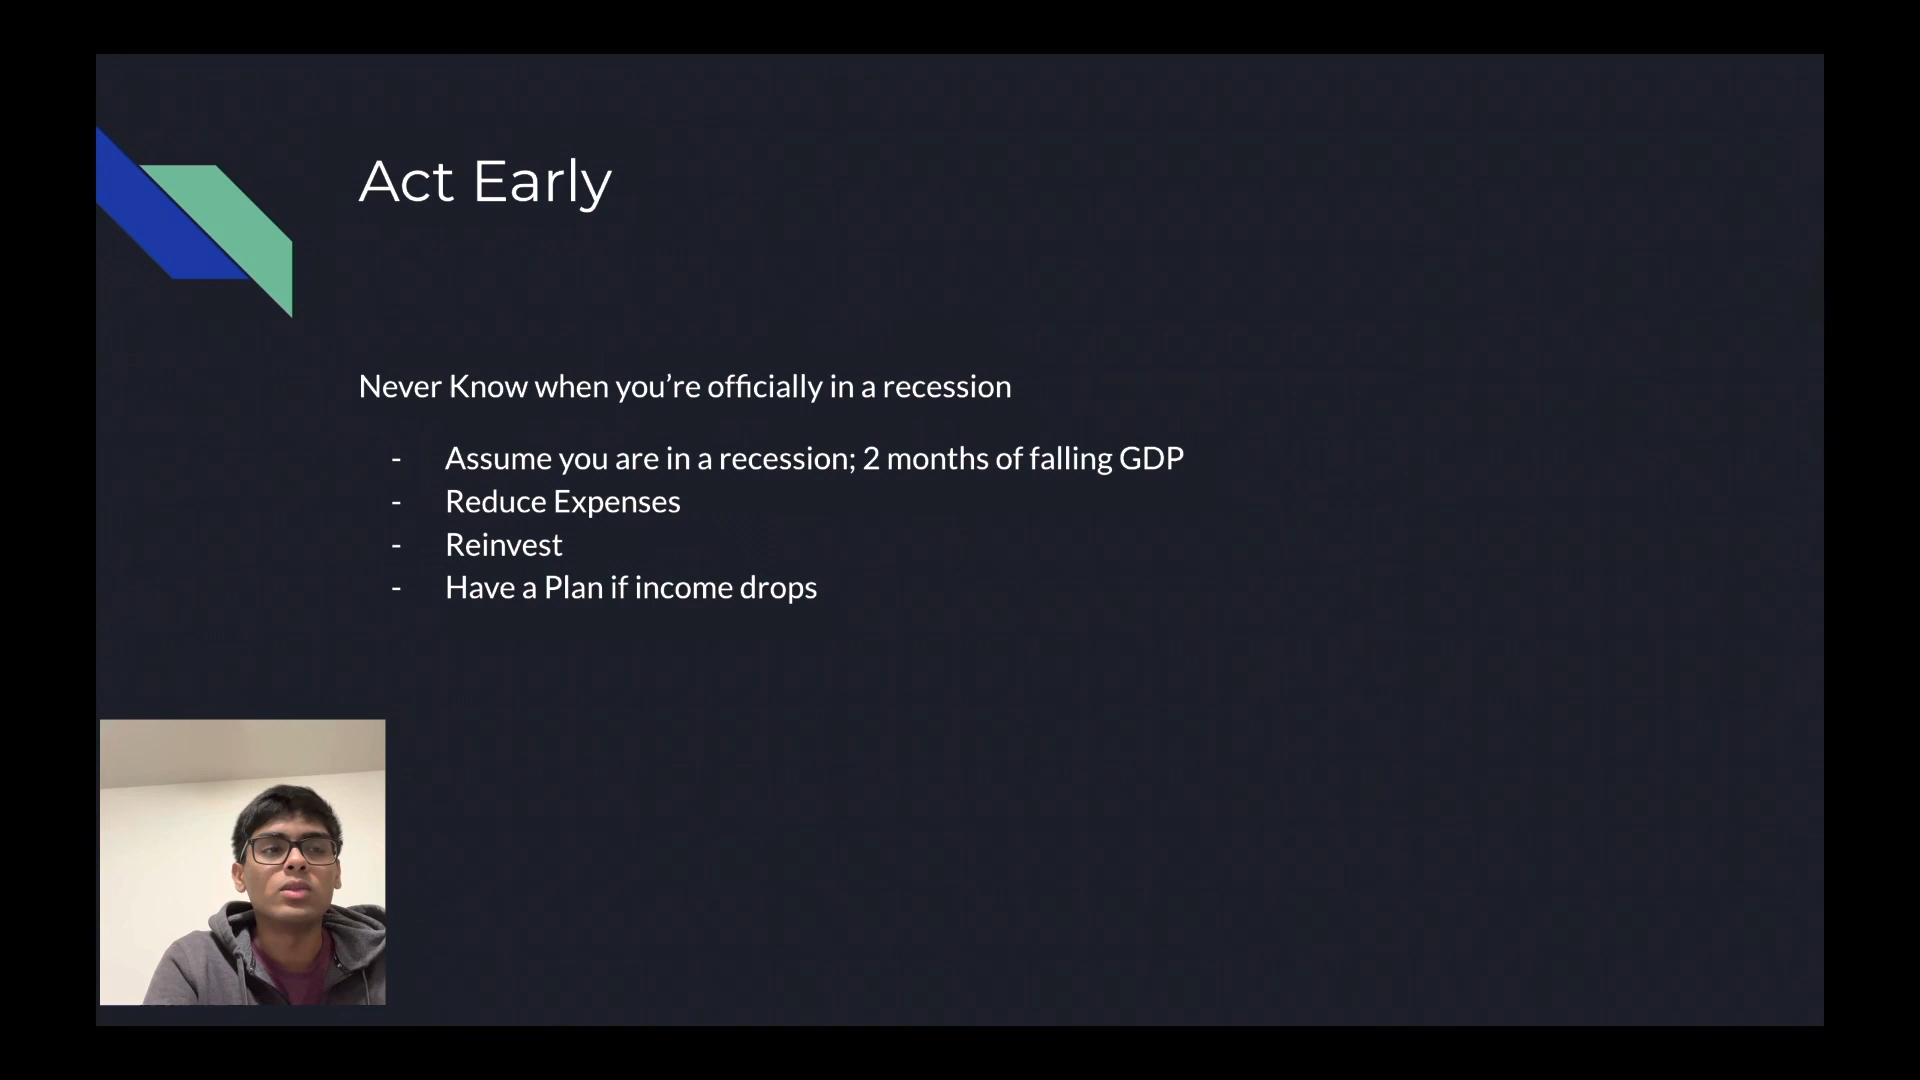 Act Early
Never Know when you’re officially in a recession
- Assume you are in a recession; 2 months of falling GDP
- Reduce Expenses
- Reinvest
- Have a Plan if income drops